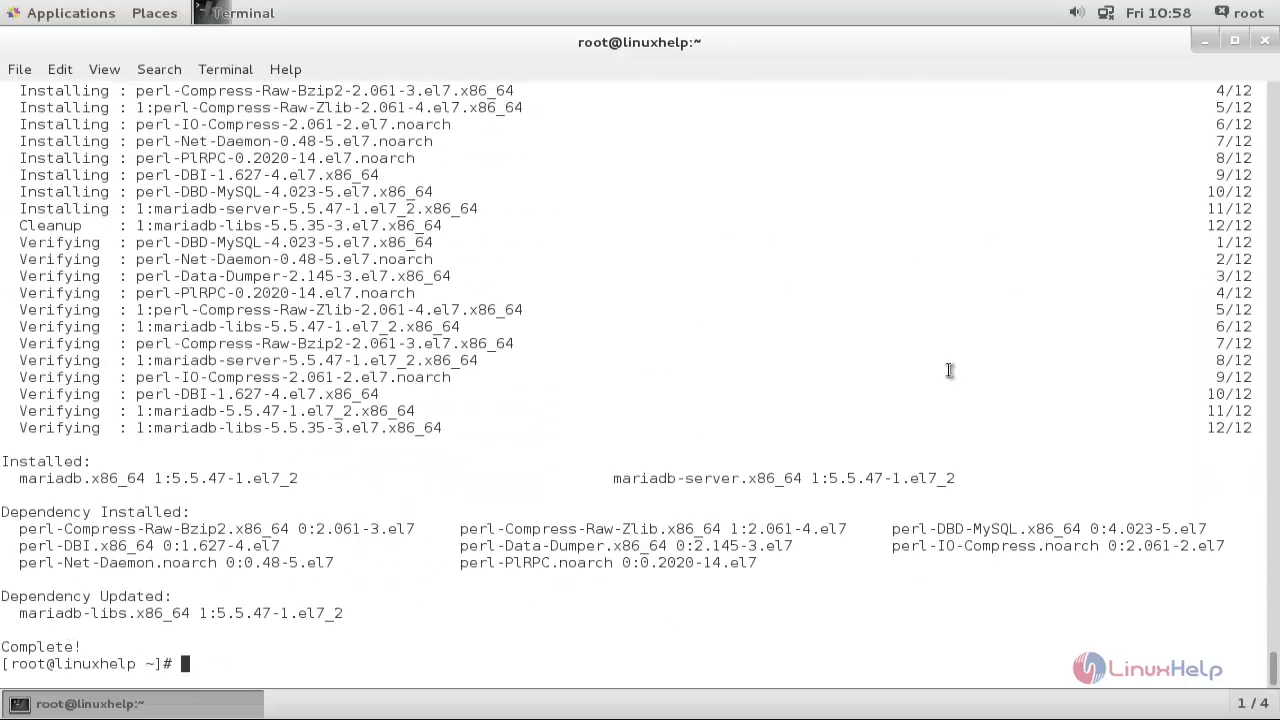 Applications Places Terminal Fri 10:58 root
root@linuxhelp:~
File Edit View Search Terminal Help
Installing : perl-Compress-Raw-Bzip2-2.061-3.el7.x86_64 4/12
Installing : 1:perl-Compress-Raw-Zlib-2.061-4.el7.x86_64 5/12
Installing : perl-IO-Compress-2.061-2.el7.noarch 6/12
Installing : perl-Net-Daemon-0.48-5.el7.noarch 7/12
Installing : perl-PlRPC-0.2020-14.el7.noarch 8/12
Installing : perl-DBI-1.627-4.el7.x86_64 9/12
Installing : perl-DBD-MySQL-4.023-5.el7.x86_64 10/12
Installing : 1:mariadb-server-5.5.47-1.el7_2.x86_64 11/12
Cleanup : 1:mariadb-libs-5.5.35-3.el7.x86_64 12/12
Verifying : perl-DBD-MySQL-4.023-5.el7.x86_64 1/12
Verifying : perl-Net-Daemon-0.48-5.el7.noarch 2/12
Verifying : perl-Data-Dumper-2.145-3.el7.x86_64 3/12
Verifying : perl-PlRPC-0.2020-14.el7.noarch 4/12
Verifying : 1:perl-Compress-Raw-Zlib-2.061-4.el7.x86_64 5/12
Verifying : 1:mariadb-libs-5.5.47-1.el7_2.x86_64 6/12
Verifying : perl-Compress-Raw-Bzip2-2.061-3.el7.x86_64 7/12
Verifying : 1:mariadb-server-5.5.47-1.el7_2.x86_64 8/12
Verifying : perl-IO-Compress-2.061-2.el7.noarch 9/12
Verifying : perl-DBI-1.627-4.el7.x86_64 10/12
Verifying : 1:mariadb-5.5.47-1.el7_2.x86_64 11/12
Verifying : 1:mariadb-libs-5.5.35-3.el7.x86_64 12/12
Installed:
mariadb.x86_64 1:5.5.47-1.el7_2 mariadb-server.x86_64 1:5.5.47-1.el7_2
Dependency Installed:
perl-Compress-Raw-Bzip2.x86_64 0:2.061-3.el7 perl-Compress-Raw-Zlib.x86_64 1:2.061-4.el7 perl-DBD-MySQL.x86_64 0:4.023-5.el7
perl-DBI.x86_64 0:1.627-4.el7 perl-Data-Dumper.x86_64 0:2.145-3.el7 perl-IO-Compress.noarch 0:2.061-2.el7
perl-Net-Daemon.noarch 0:0.48-5.el7 perl-PlRPC.noarch 0:0.2020-14.el7
Dependency Updated:
mariadb-libs.x86_64 1:5.5.47-1.el7_2
Complete!
[root@linuxhelp ~]#
LinuxHelp
root@linuxhelp:~ 1 / 4